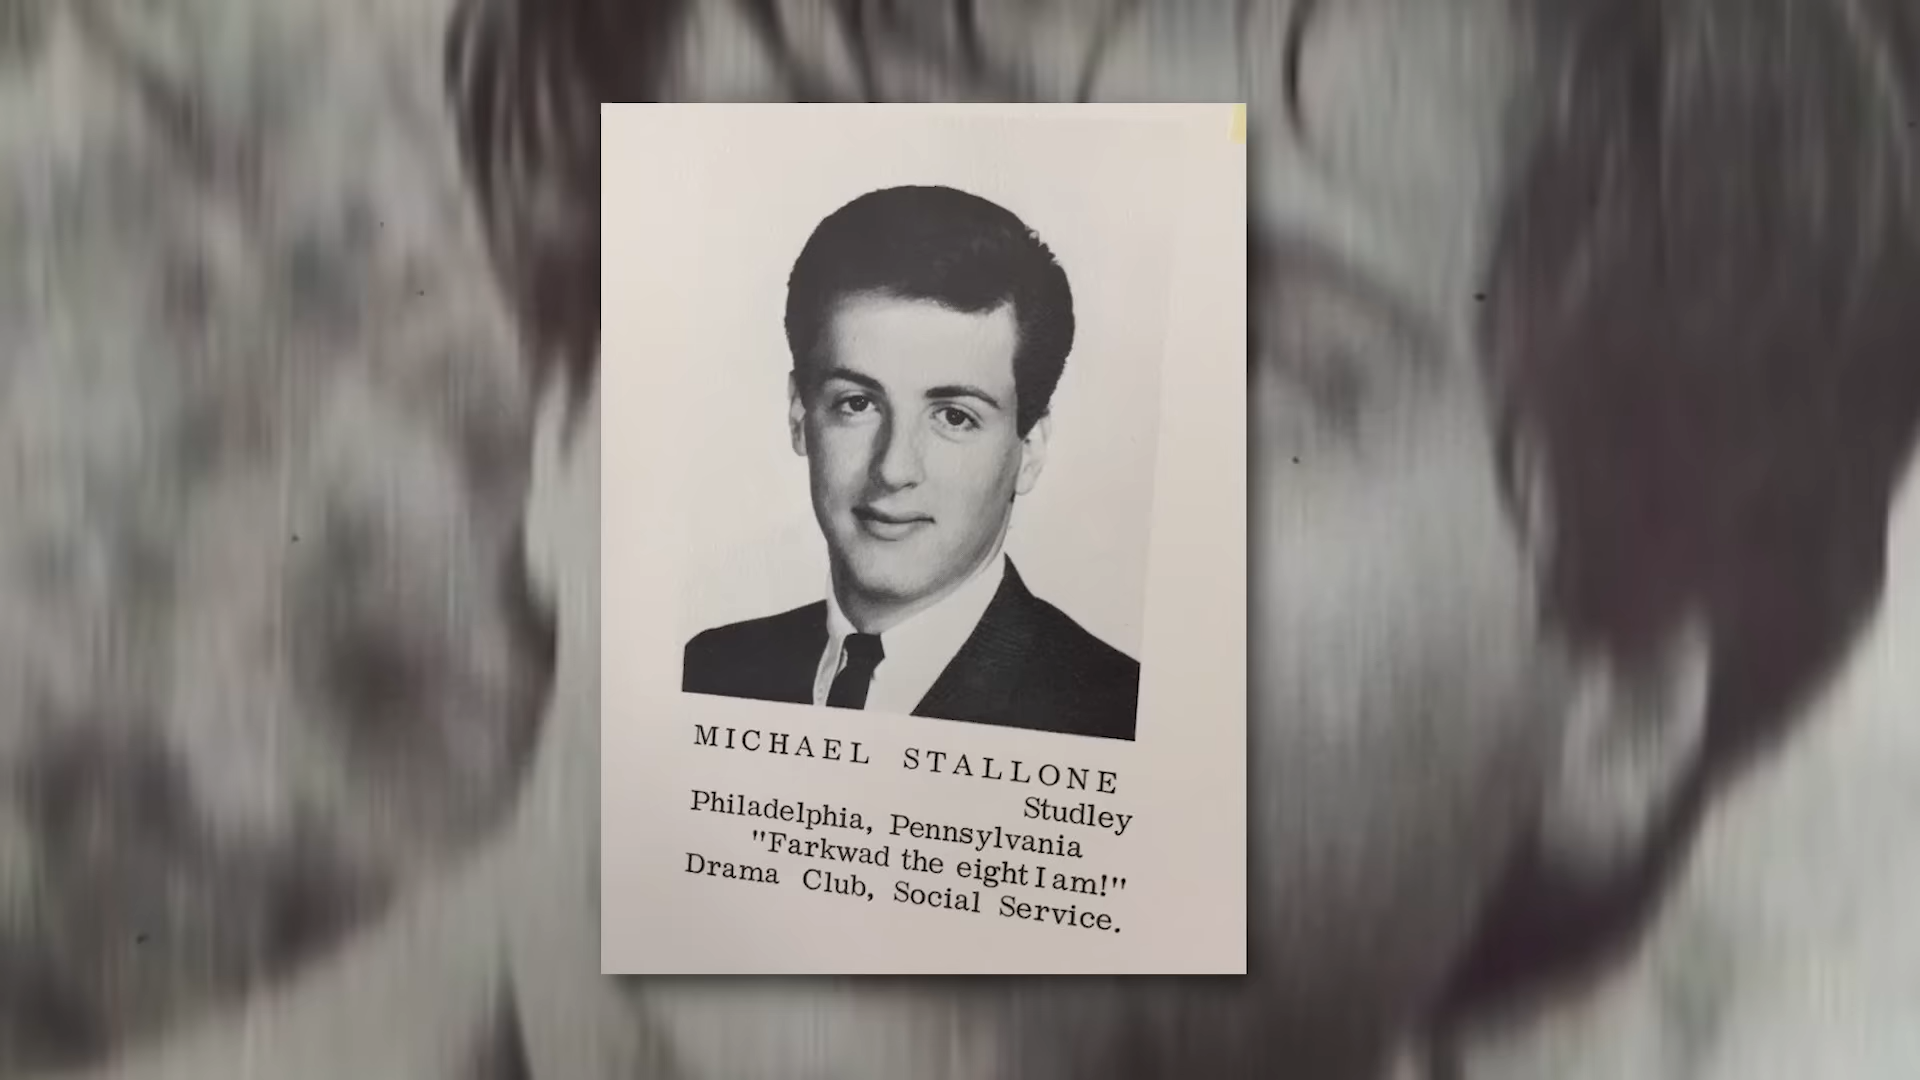 MICHAEL STALLONE
Studley
Philadelphia, Pennsylvania
"Farkwad the eight I am!"
Drama Club, Social Service.